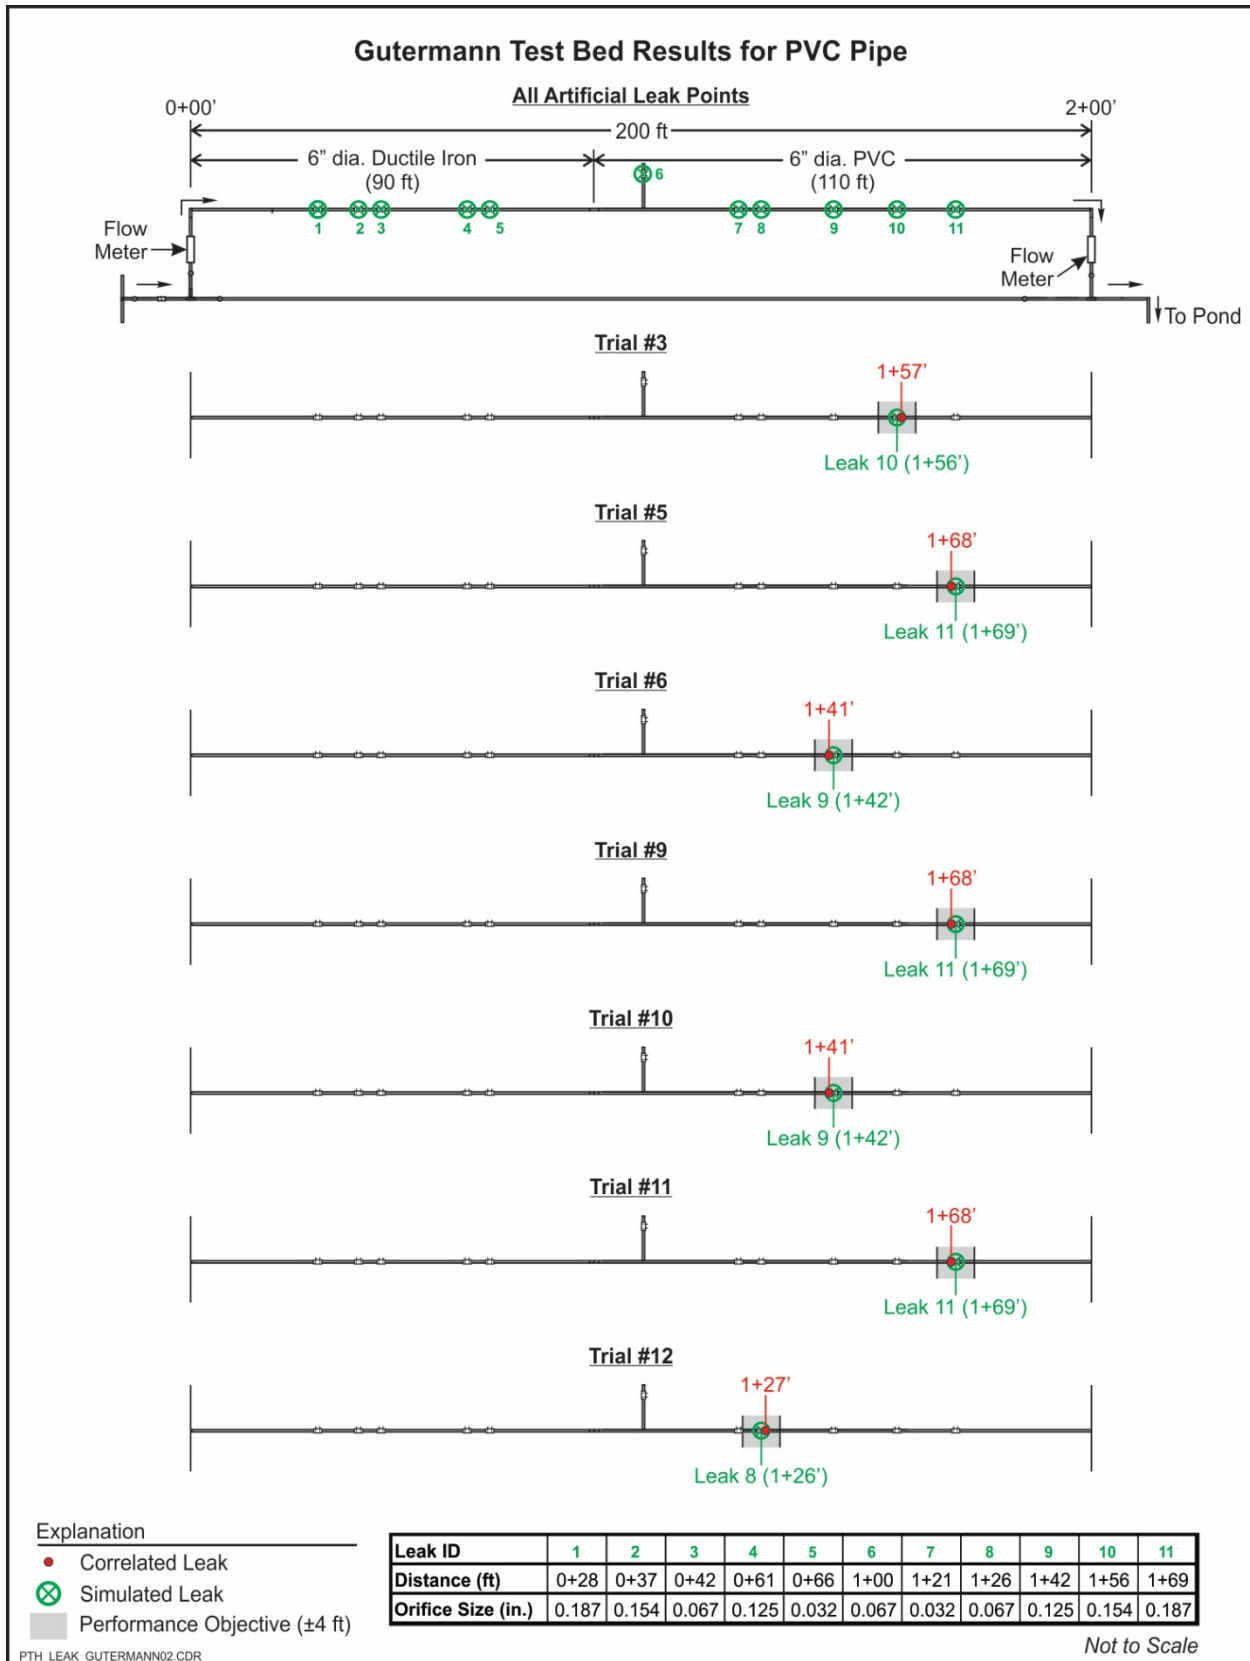 Gutermann Test Bed Results for PVC Pipe
All Artificial Leak Points
0+00’
2+00’
200 ft
6” dia. Ductile Iron
(90 ft)
6” dia. PVC
(110 ft)
6
1 2 3 4 5 7 8 9 10 11
Flow
Meter
Flow
Meter
To Pond
Trial #3
1+57’
Leak 10 (1+56’)
Trial #5
1+68’
Leak 11 (1+69’)
Trial #6
1+41’
Leak 9 (1+42’)
Trial #9
1+68’
Leak 11 (1+69’)
Trial #10
1+41’
Leak 9 (1+42’)
Trial #11
1+68’
Leak 11 (1+69’)
Trial #12
1+27’
Leak 8 (1+26’)
Explanation
Correlated Leak
Simulated Leak
Performance Objective (±4 ft)
PTH LEAK GUTERMANN02.CDR
Leak ID 1 2 3 4 5 6 7 8 9 10 11
Distance (ft) 0+28 0+37 0+42 0+61 0+66 1+00 1+21 1+26 1+42 1+56 1+69
Orifice Size (in.) 0.187 0.154 0.067 0.125 0.032 0.067 0.032 0.067 0.125 0.154 0.187
Not to Scale